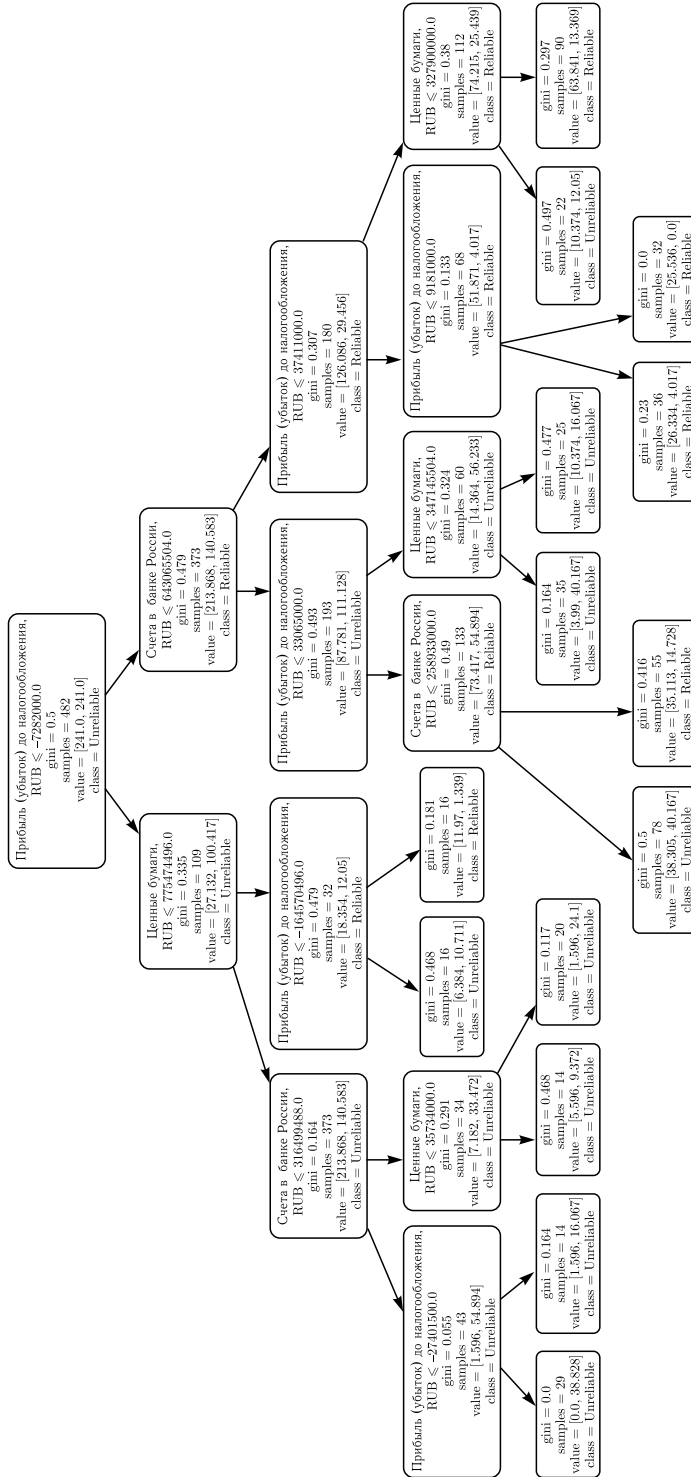 Прибыль (убыток) до налогообложения,
RUB ⩽ −7282000.0
gini = 0.5
samples = 482
value = [241.0, 241.0]
class = Unreliable
Ценные бумаги,
RUB ⩽ 775474496.0
gini = 0.335
samples = 109
value = [27.132, 100.417]
class = Unreliable
Счета в банке России,
RUB ⩽ 643065504.0
gini = 0.479
samples = 373
value = [213.868, 140.583]
class = Reliable
Счета в банке России,
RUB ⩽ 316499488.0
gini = 0.164
samples = 373
value = [213.868, 140.583]
class = Unreliable
Прибыль (убыток) до налогообложения,
RUB ⩽ −164570496.0
gini = 0.479
samples = 32
value = [18.354, 12.05]
class = Reliable
Прибыль (убыток) до налогообложения,
RUB ⩽ 33065000.0
gini = 0.493
samples = 193
value = [87.781, 111.128]
class = Unreliable
Прибыль (убыток) до налогообложения,
RUB ⩽ 37411000.0
gini = 0.307
samples = 180
value = [126.086, 29.456]
class = Reliable
Прибыль (убыток) до налогообложения,
RUB ⩽ −27401500.0
gini = 0.055
samples = 43
value = [1.596, 54.894]
class = Unreliable
Ценные бумаги,
RUB ⩽ 35734000.0
gini = 0.291
samples = 34
value = [7.182, 33.472]
class = Unreliable
gini = 0.468
samples = 16
value = [6.384, 10.711]
class = Unreliable
gini = 0.181
samples = 16
value = [11.97, 1.339]
class = Reliable
Счета в банке России,
RUB ⩽ 258933000.0
gini = 0.49
samples = 133
value = [73.417, 54.894]
class = Reliable
Ценные бумаги,
RUB ⩽ 347145504.0
gini = 0.324
samples = 60
value = [14.364, 56.233]
class = Unreliable
Прибыль (убыток) до налогообложения,
RUB ⩽ 9181000.0
gini = 0.133
samples = 68
value = [51.871, 4.017]
class = Reliable
Ценные бумаги,
RUB ⩽ 327900000.0
gini = 0.38
samples = 112
value = [74.215, 25.439]
class = Reliable
gini = 0.0
samples = 29
value = [0.0, 38.828]
class = Unreliable
gini = 0.164
samples = 14
value = [1.596, 16.067]
class = Unreliable
gini = 0.468
samples = 14
value = [5.596, 9.372]
class = Unreliable
gini = 0.117
samples = 20
value = [1.596, 24.1]
class = Unreliable
gini = 0.164
samples = 35
value = [3.99, 40.167]
class = Unreliable
gini = 0.477
samples = 25
value = [10.374, 16.067]
class = Unreliable
gini = 0.497
samples = 22
value = [10.374, 12.05]
class = Unreliable
gini = 0.297
samples = 90
value = [63.841, 13.369]
class = Reliable
gini = 0.5
samples = 78
value = [38.305, 40.167]
class = Unreliable
gini = 0.416
samples = 55
value = [35.113, 14.728]
class = Reliable
gini = 0.23
samples = 36
value = [26.334, 4.017]
class = Reliable
gini = 0.0
samples = 32
value = [25.536, 0.0]
class = Reliable